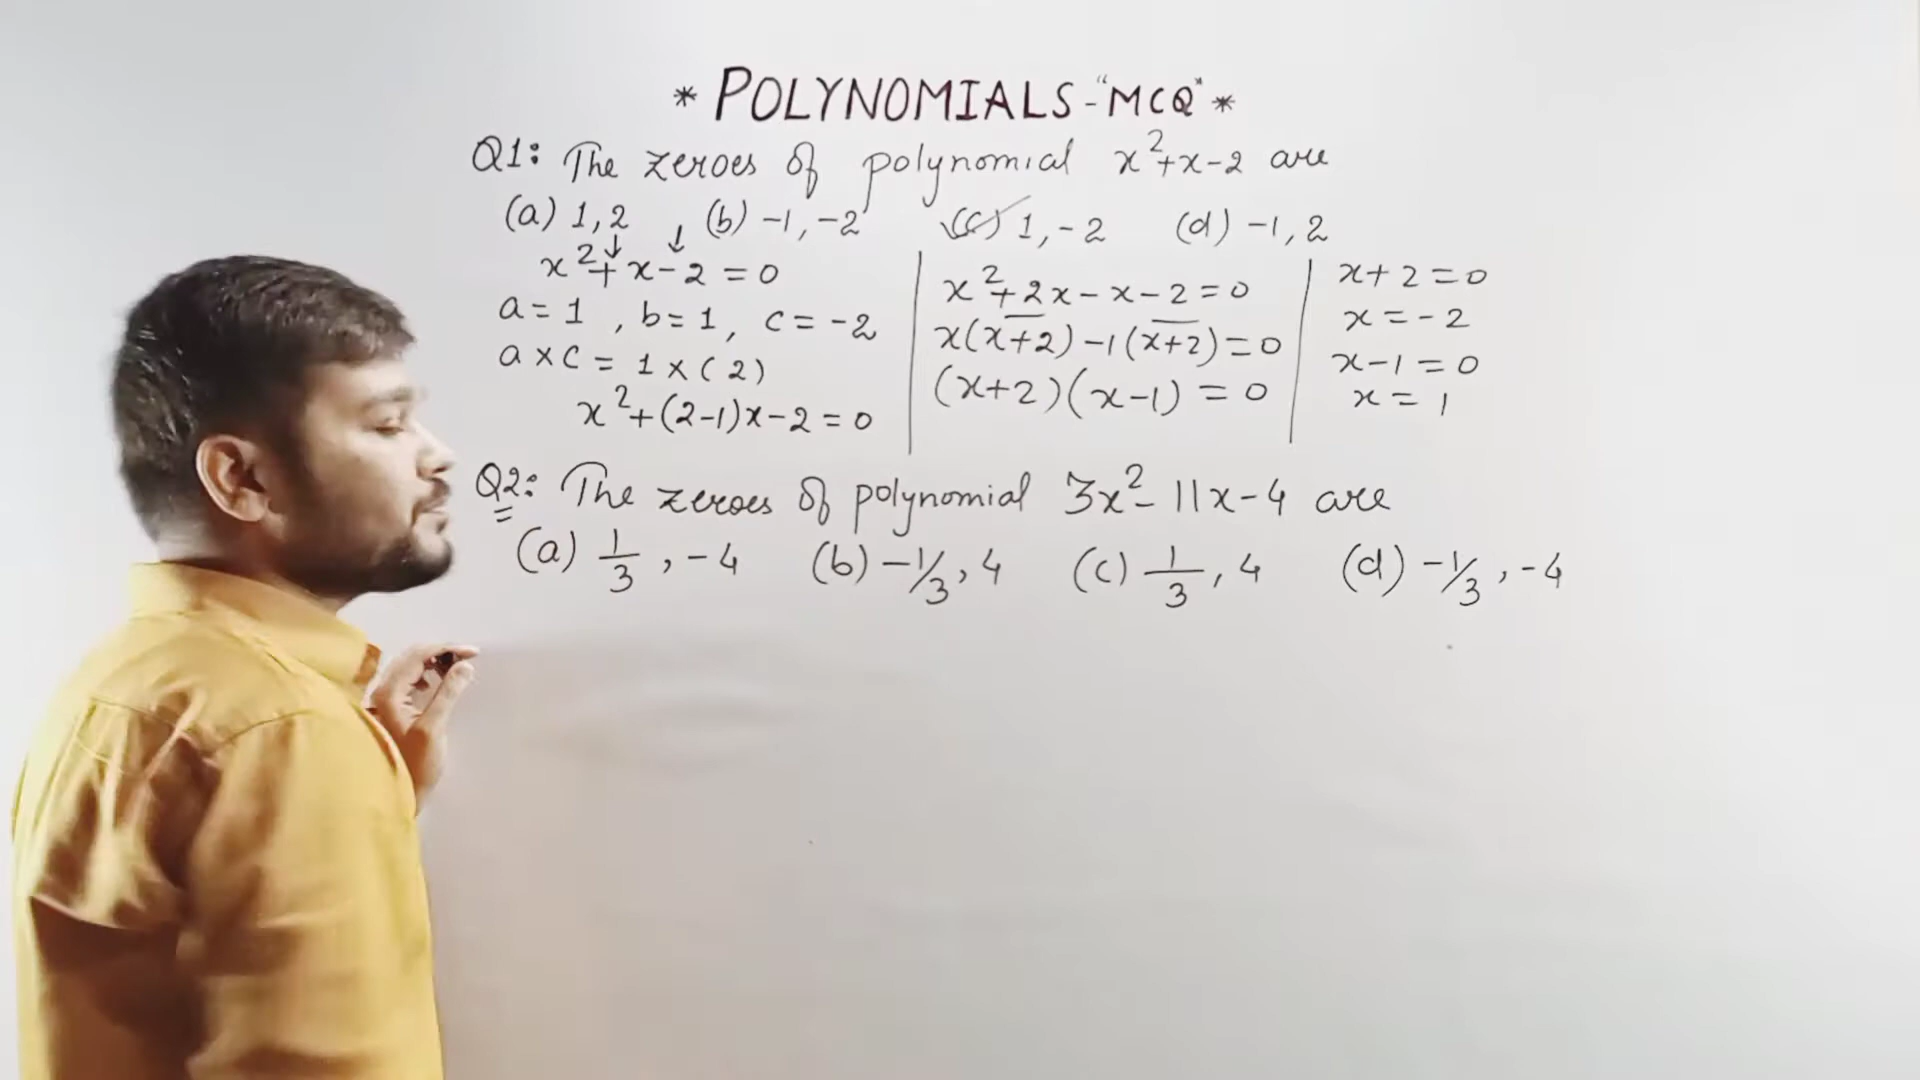 * POLYNOMIALS - "MCQ" *
Q1: The zeroes of polynomial x²+x-2 are
(a) 1, 2 (b) -1, -2 (c) 1, -2 (d) -1, 2
x²+x-2=0
a=1, b=1, c=-2
a×c = 1×(2)
x²+(2-1)x-2=0
x²+2x-x-2=0
x(x+2)-1(x+2)=0
(x+2)(x-1)=0
x+2=0
x=-2
x-1=0
x=1
Q2: The zeroes of polynomial 3x²-11x-4 are
(a) 1/3, -4 (b) -1/3, 4 (c) 1/3, 4 (d) -1/3, -4